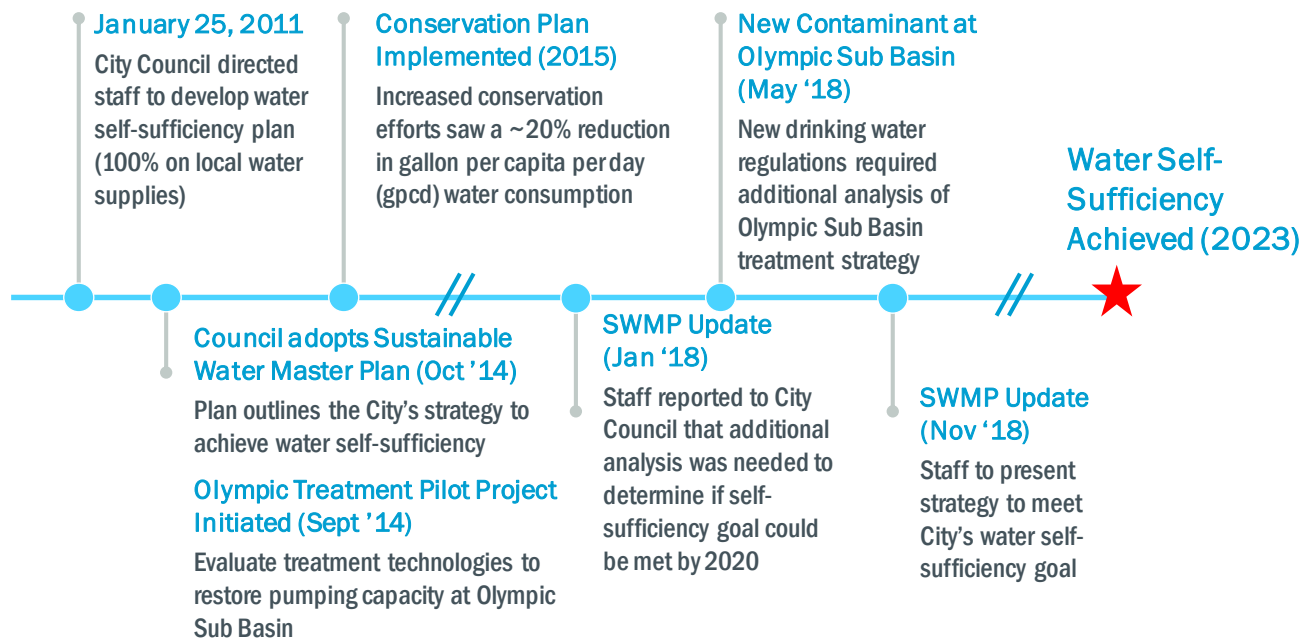 January 25, 2011
City Council directed
staff to develop water
self-sufficiency plan
(100% on local water
supplies)
Council adopts Sustainable
Water Master Plan (Oct ’14)
Plan outlines the City’s strategy to
achieve water self-sufficiency
Olympic Treatment Pilot Project
Initiated (Sept ’14)
Evaluate treatment technologies to
restore pumping capacity at Olympic
Sub Basin
Conservation Plan
Implemented (2015)
Increased conservation
efforts saw a ~20% reduction
in gallon per capita per day
(gpcd) water consumption
SWMP Update
(Jan ‘18)
Staff reported to City
Council that additional
analysis was needed to
determine if self-
sufficiency goal could
be met by 2020
New Contaminant at
Olympic Sub Basin
(May ‘18)
New drinking water
regulations required
additional analysis of
Olympic Sub Basin
treatment strategy
SWMP Update
(Nov ‘18)
Staff to present
strategy to meet
City’s water self-
sufficiency goal
Water Self-
Sufficiency
Achieved (2023)